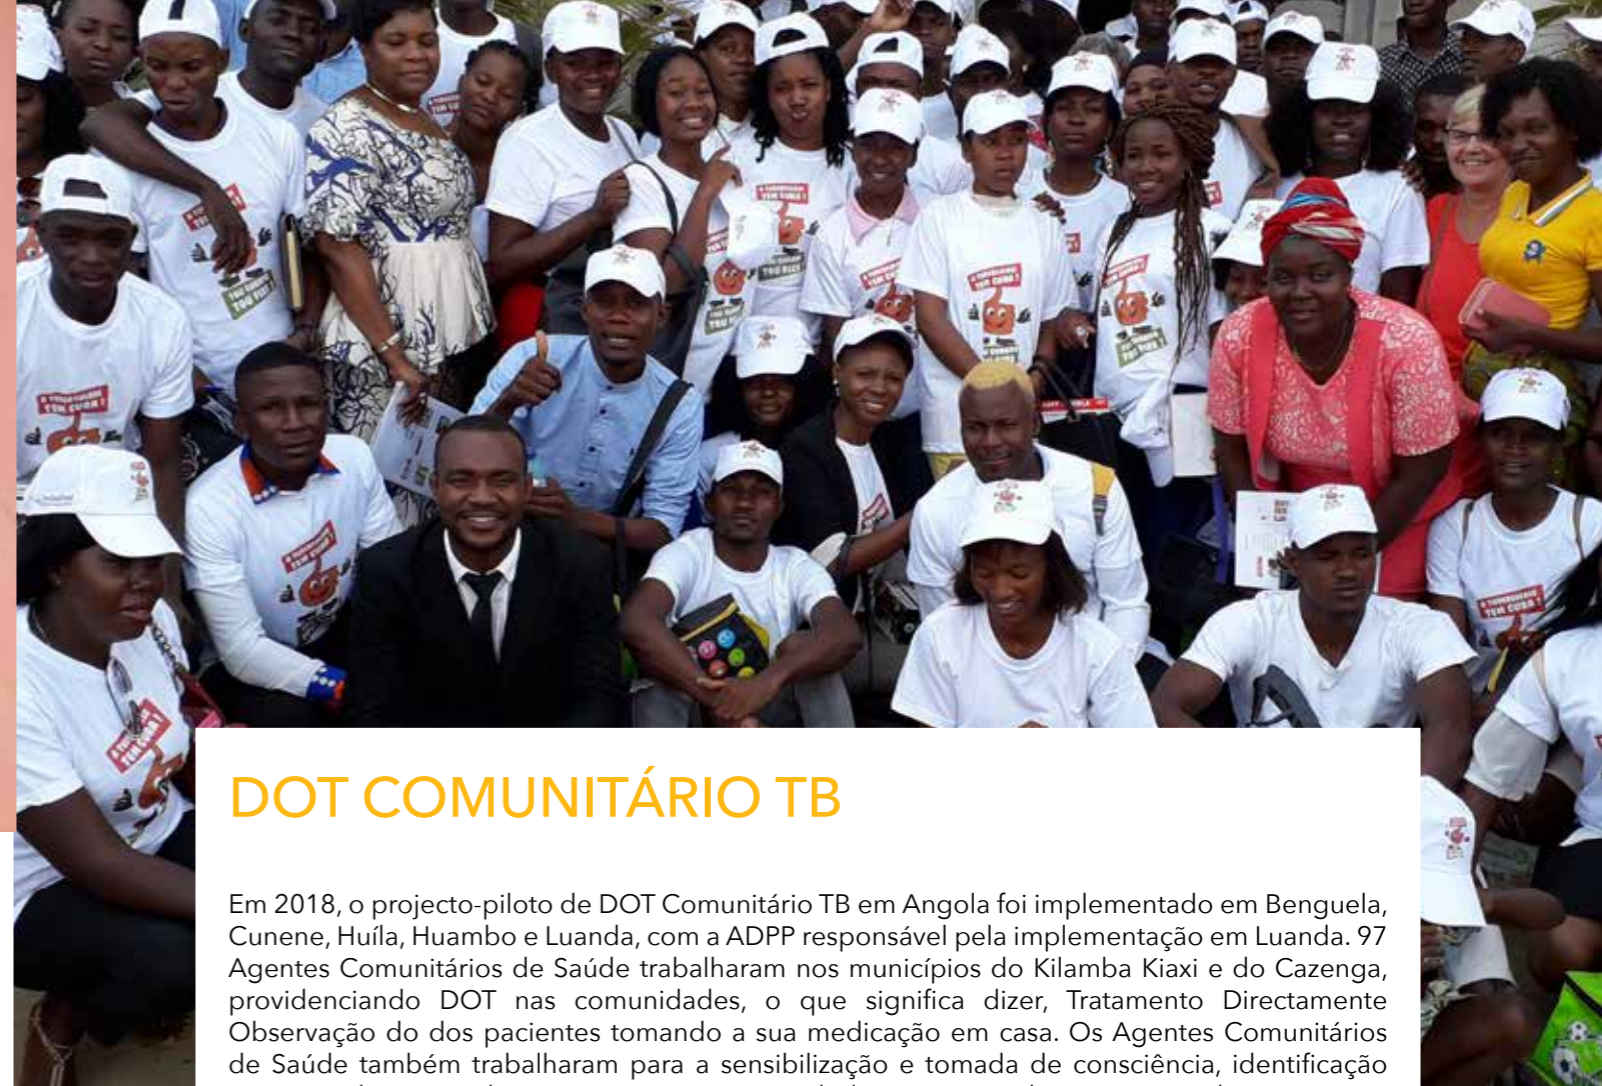 A TUBERCULOSE
TEM CURA !
DOT COMUNITÁRIO TB
Em 2018, o projecto-piloto de DOT Comunitário TB em Angola foi implementado em Benguela,
Cunene, Huíla, Huambo e Luanda, com a ADPP responsável pela implementação em Luanda. 97
Agentes Comunitários de Saúde trabalharam nos municípios do Kilamba Kiaxi e do Cazenga,
providenciando DOT nas comunidades, o que significa dizer, Tratamento Directamente
Observação do dos pacientes tomando a sua medicação em casa. Os Agentes Comunitários
de Saúde também trabalharam para a sensibilização e tomada de consciência, identificação